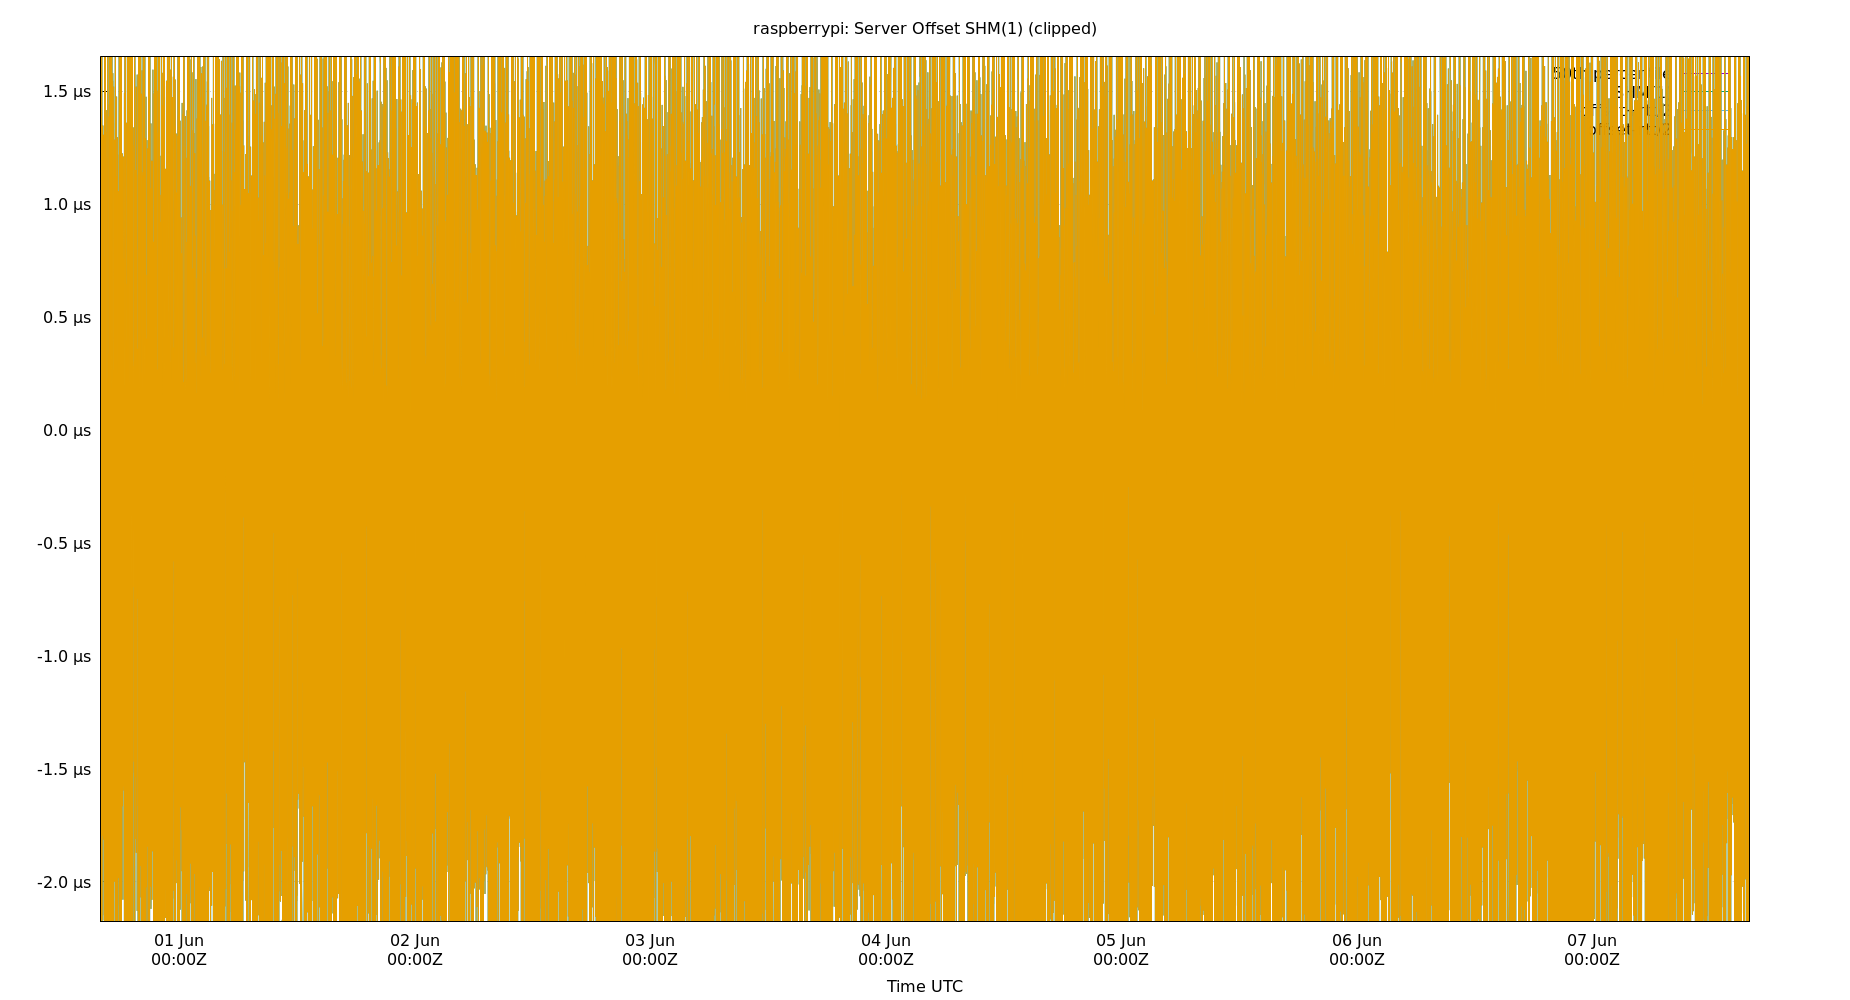 raspberrypi: Server Offset SHM(1) (clipped)
1.5 µs
1.0 µs
0.5 µs
0.0 µs
-0.5 µs
-1.0 µs
-1.5 µs
-2.0 µs
01 Jun 02 Jun 03 Jun 04 Jun 05 Jun 06 Jun 07 Jun
00:00Z 00:00Z 00:00Z 00:00Z 00:00Z 00:00Z 00:00Z
Time UTC